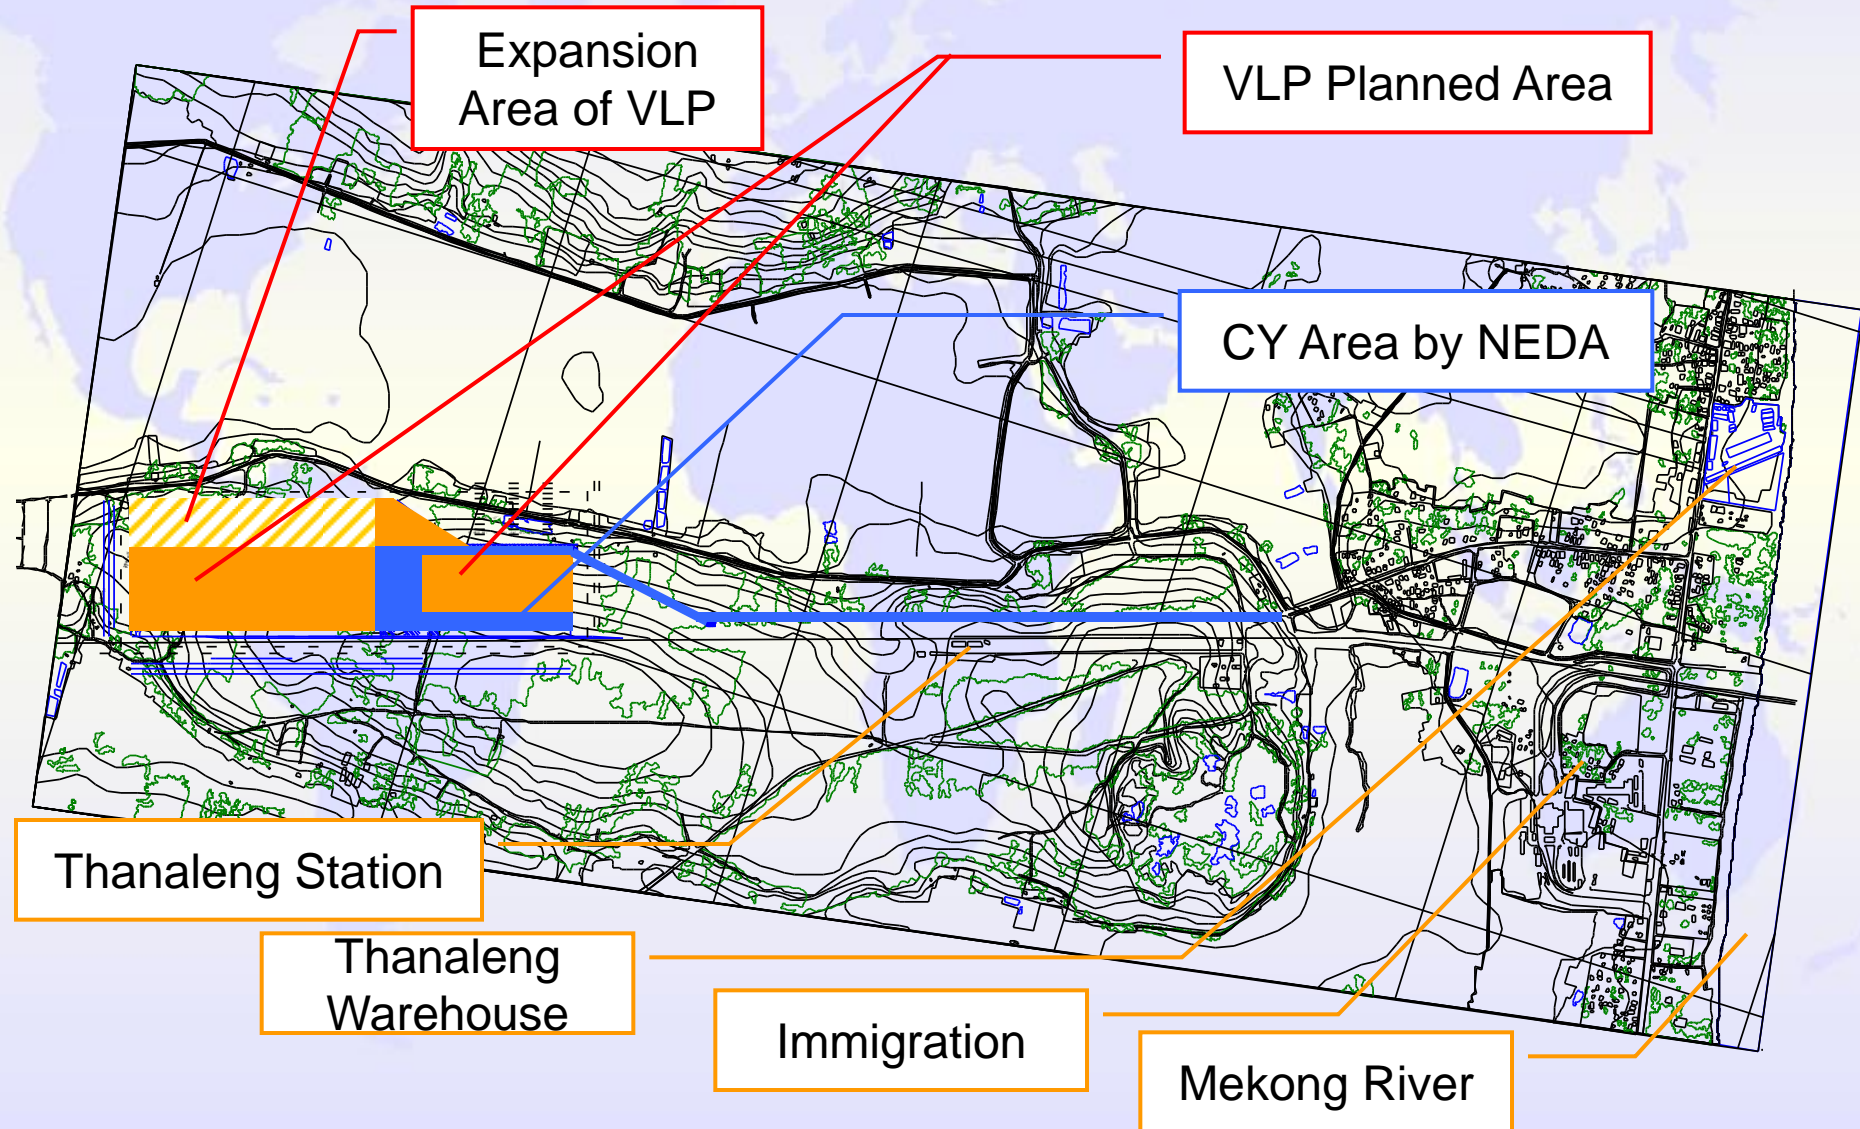 Expansion
Area of VLP
VLP Planned Area
CY Area by NEDA
Thanaleng Station
Thanaleng
Warehouse
Immigration
Mekong River